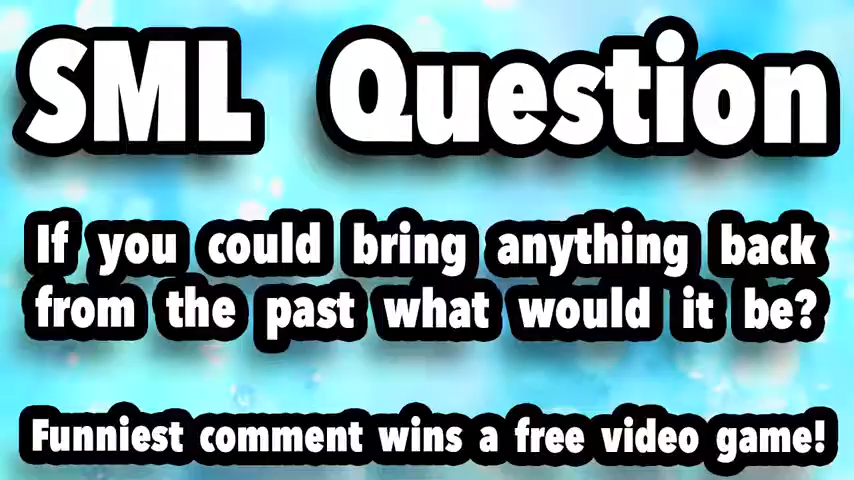 SML Question
If you could bring anything back
from the past what would it be?
Funniest comment wins a free video game!